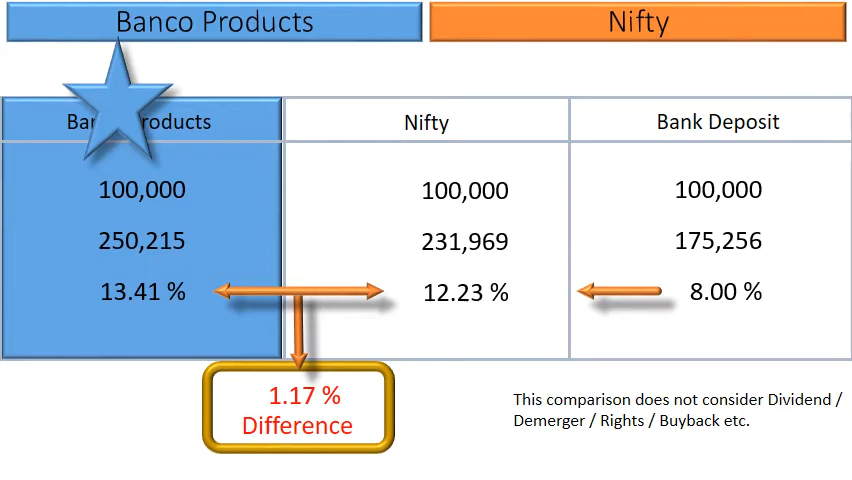 Banco Products
Nifty
Products
Nifty
Bank Deposit
100,000
100,000
100,000
250,215
231,969
175,256
13.41 %
12.23 %
8.00 %
1.17 %
Difference
This comparison does not consider Dividend /
Demerger / Rights / Buyback etc.